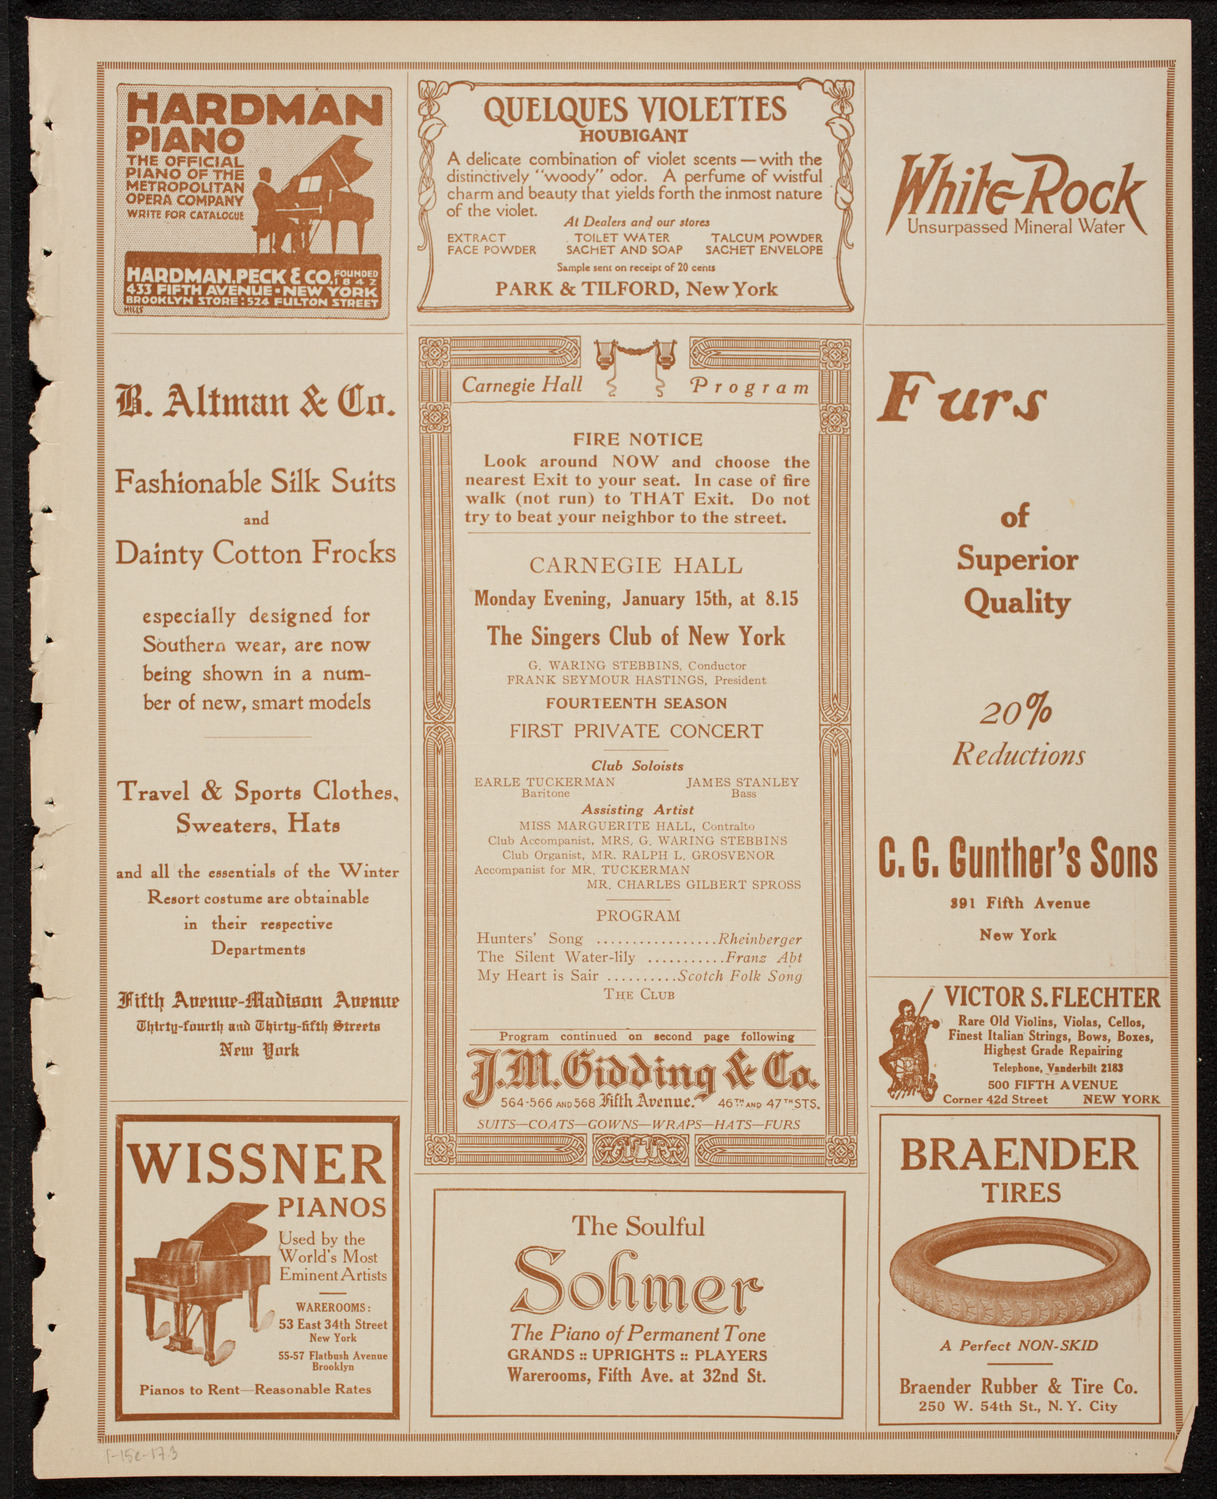 HARDMAN
PIANO
THE OFFICIAL
PIANO OF THE
METROPOLITAN
OPERA COMPANY
WRITE FOR CATALOGUE
HARDMAN, PECK & CO. FOUNDED 1842
433 FIFTH AVENUE - NEW YORK
BROOKLYN STORE: 524 FULTON STREET
MILLS
B. Altman & Co.
Fashionable Silk Suits
and
Dainty Cotton Frocks
especially designed for
Southern wear, are now
being shown in a num-
ber of new, smart models
Travel & Sports Clothes,
Sweaters, Hats
and all the essentials of the Winter
Resort costume are obtainable
in their respective
Departments
Fifth Avenue-Madison Avenue
Thirty-fourth and Thirty-fifth Streets
New York
WISSNER
PIANOS
Used by the
World's Most
Eminent Artists
WAREROOMS:
53 East 34th Street
New York
55-57 Flatbush Avenue
Brooklyn
Pianos to Rent—Reasonable Rates
QUELQUES VIOLETTES
HOUBIGANT
A delicate combination of violet scents—with the
distinctively "woody" odor. A perfume of wistful
charm and beauty that yields forth the inmost nature
of the violet.
At Dealers and our stores
EXTRACT TOILET WATER TALCUM POWDER
FACE POWDER SACHET AND SOAP SACHET ENVELOPE
Sample sent on receipt of 20 cents
PARK & TILFORD, New York
Carnegie Hall Program
FIRE NOTICE
Look around NOW and choose the
nearest Exit to your seat. In case of fire
walk (not run) to THAT Exit. Do not
try to beat your neighbor to the street.
CARNEGIE HALL
Monday Evening, January 15th, at 8.15
The Singers Club of New York
G. WARING STEBBINS, Conductor
FRANK SEYMOUR HASTINGS, President
FOURTEENTH SEASON
FIRST PRIVATE CONCERT
Club Soloists
EARLE TUCKERMAN JAMES STANLEY
Baritone Bass
Assisting Artist
MISS MARGUERITE HALL, Contralto
Club Accompanist, MRS. G. WARING STEBBINS
Club Organist, MR. RALPH L. GROSVENOR
Accompanist for MR. TUCKERMAN
MR. CHARLES GILBERT SPROSS
PROGRAM
Hunters' Song .................Rheinberger
The Silent Water-lily ...........Franz Abt
My Heart is Sair ..........Scotch Folk Song
THE CLUB
Program continued on second page following
J.M. Gidding & Co.
564-566 AND 568 Fifth Avenue. 46TH AND 47TH STS.
SUITS—COATS—GOWNS—WRAPS—HATS—FURS
The Soulful
Sohmer
The Piano of Permanent Tone
GRANDS :: UPRIGHTS :: PLAYERS
Warerooms, Fifth Ave. at 32nd St.
White Rock
Unsurpassed Mineral Water
Furs
of
Superior
Quality
20%
Reductions
C. G. Gunther's Sons
391 Fifth Avenue
New York
VICTOR S. FLECHTER
Rare Old Violins, Violas, Cellos,
Finest Italian Strings, Bows, Boxes,
Highest Grade Repairing
Telephone, Vanderbilt 2183
500 FIFTH AVENUE
Corner 42d Street NEW YORK
BRAENDER
TIRES
A Perfect NON-SKID
Braender Rubber & Tire Co.
250 W. 54th St., N. Y. City
1-15e-17.3